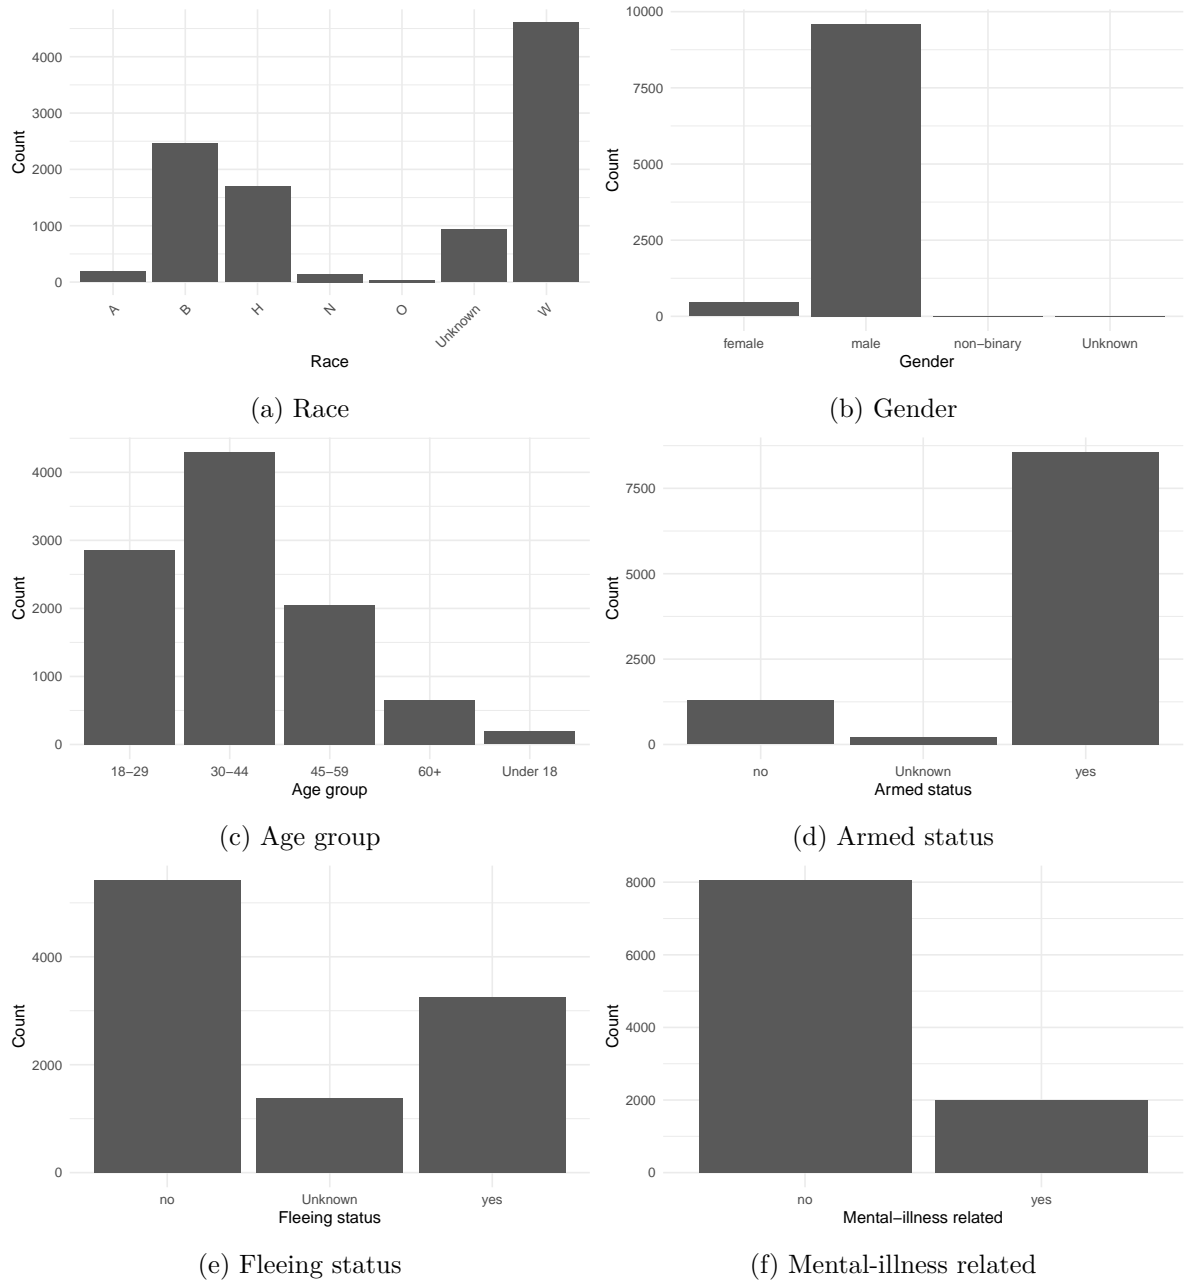 4000
3000
2000
1000
0
Count
A
B
H
N
O
Unknown
W
Race
(a) Race
10000
7500
5000
2500
0
Count
female
male
non−binary
Unknown
Gender
(b) Gender
4000
3000
2000
1000
0
Count
18−29
30−44
45−59
60+
Under 18
Age group
(c) Age group
7500
5000
2500
0
Count
no
Unknown
yes
Armed status
(d) Armed status
4000
2000
0
Count
no
Unknown
yes
Fleeing status
(e) Fleeing status
8000
6000
4000
2000
0
Count
no
yes
Mental−illness related
(f) Mental-illness related